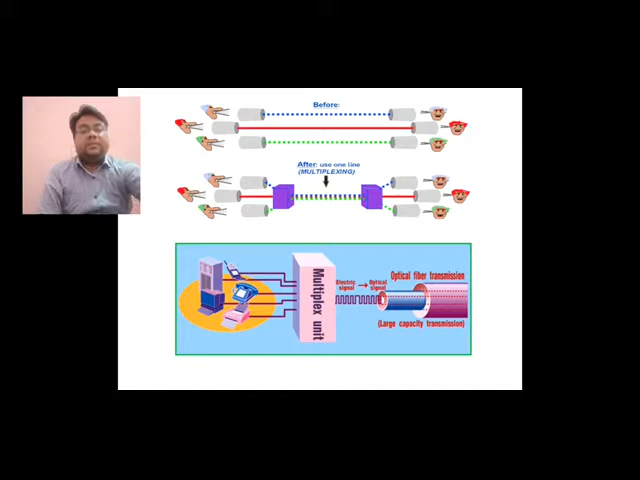 Before:
After: use one line
(MULTIPLEXING)
Multiplex unit
Electric signal → Optical signal
Optical fiber transmission
(Large capacity transmission)